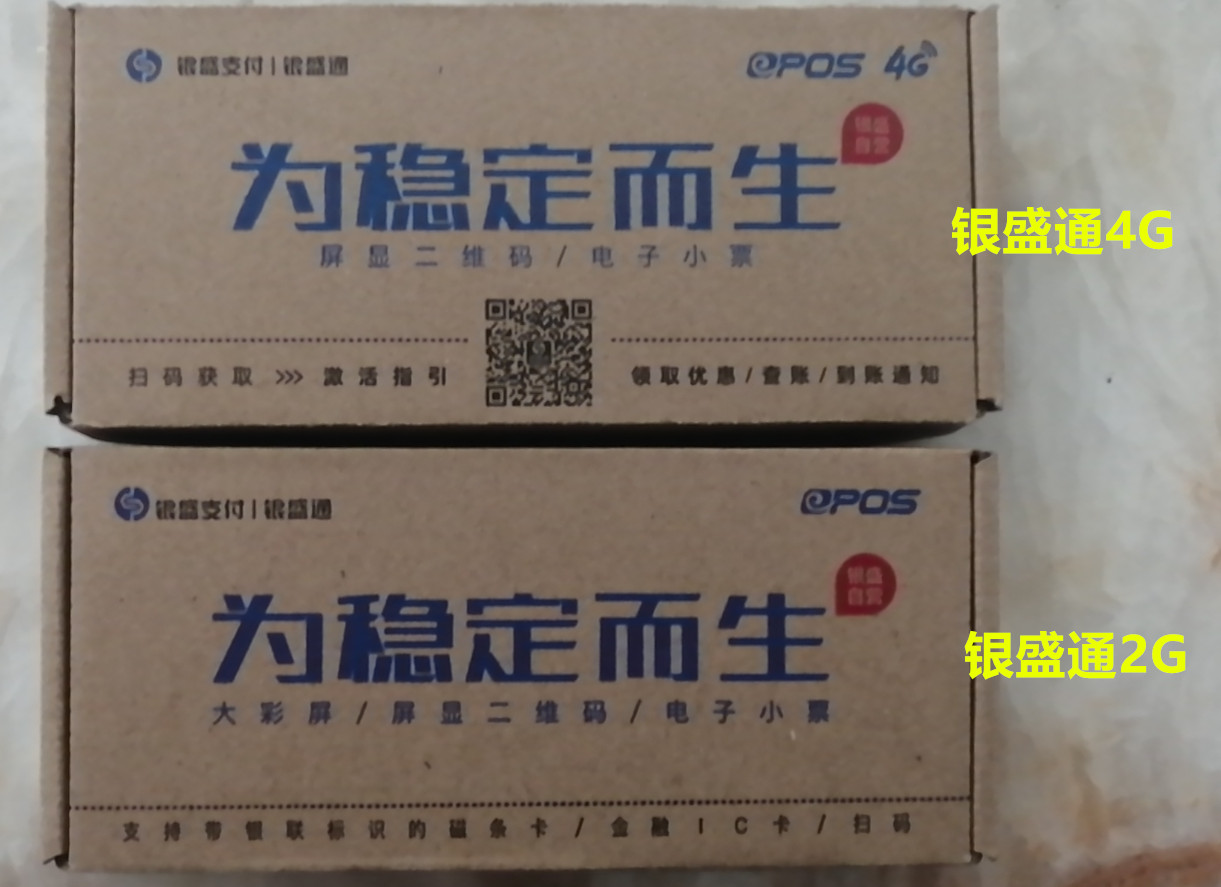 银盛支付 | 银盛通
ePOS 4G
银盛
自营
为稳定而生
屏显二维码 / 电子小票
银盛通4G
扫码获取 >>> 激活指引
领取优惠 / 查账 / 到账通知
银盛支付 | 银盛通
ePOS
银盛
自营
为稳定而生
银盛通2G
大彩屏 / 屏显二维码 / 电子小票
支持带银联标识的磁条卡 / 金融IC卡 / 扫码